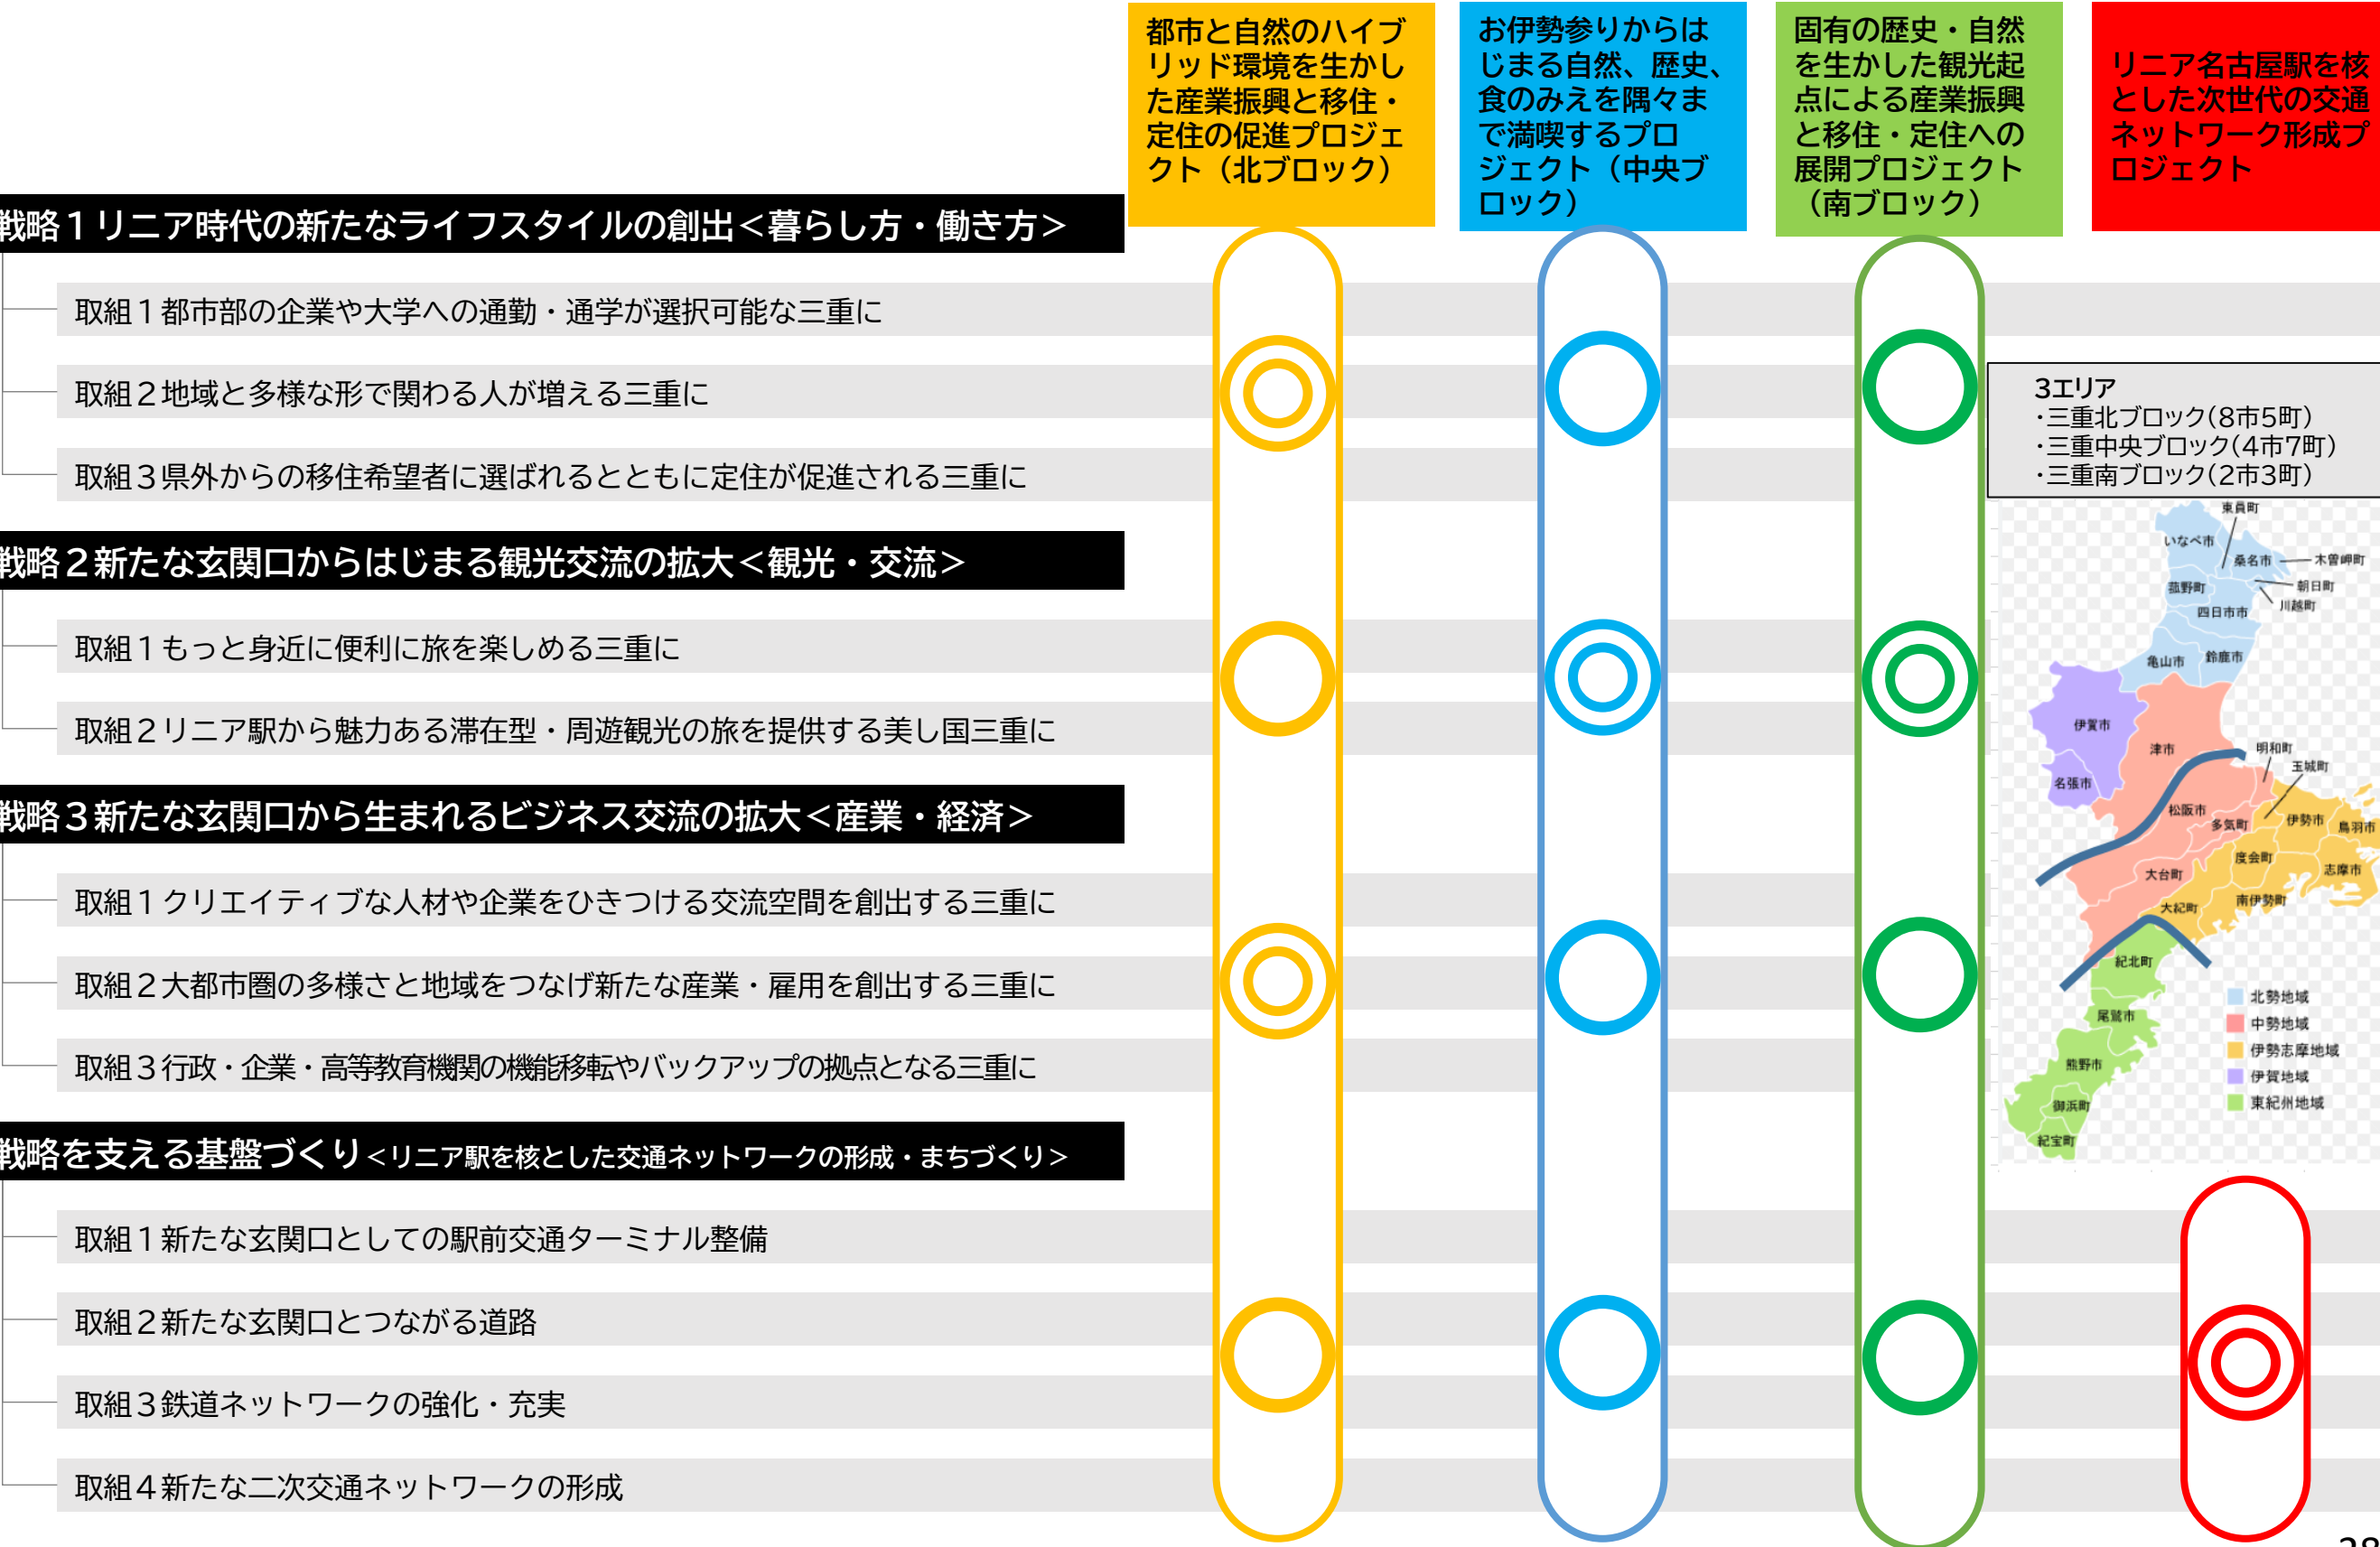 都市と自然のハイブ
リッド環境を生かし
た産業振興と移住・
定住の促進プロジェ
クト（北ブロック）
お伊勢参りからは
じまる自然、歴史、
食のみえを隅々ま
で満喫するプロ
ジェクト（中央ブ
ロック）
固有の歴史・自然
を生かした観光起
点による産業振興
と移住・定住への
展開プロジェクト
（南ブロック）
リニア名古屋駅を核
とした次世代の交通
ネットワーク形成プ
ロジェクト
戦略１リニア時代の新たなライフスタイルの創出＜暮らし方・働き方＞
取組１都市部の企業や大学への通勤・通学が選択可能な三重に
取組２地域と多様な形で関わる人が増える三重に
取組３県外からの移住希望者に選ばれるとともに定住が促進される三重に
戦略２新たな玄関口からはじまる観光交流の拡大＜観光・交流＞
取組１もっと身近に便利に旅を楽しめる三重に
取組２リニア駅から魅力ある滞在型・周遊観光の旅を提供する美し国三重に
戦略３新たな玄関口から生まれるビジネス交流の拡大＜産業・経済＞
取組１クリエイティブな人材や企業をひきつける交流空間を創出する三重に
取組２大都市圏の多様さと地域をつなげ新たな産業・雇用を創出する三重に
取組３行政・企業・高等教育機関の機能移転やバックアップの拠点となる三重に
戦略を支える基盤づくり＜リニア駅を核とした交通ネットワークの形成・まちづくり＞
取組１新たな玄関口としての駅前交通ターミナル整備
取組２新たな玄関口とつながる道路
取組３鉄道ネットワークの強化・充実
取組４新たな二次交通ネットワークの形成
3エリア
・三重北ブロック(8市5町)
・三重中央ブロック(4市7町)
・三重南ブロック(2市3町)
東員町
いなべ市
桑名市
木曽岬町
菰野町
朝日町
川越町
四日市市
亀山市
鈴鹿市
伊賀市
津市
明和町
玉城町
名張市
松阪市
多気町
伊勢市
鳥羽市
度会町
志摩市
大台町
大紀町
南伊勢町
紀北町
尾鷲市
熊野市
御浜町
紀宝町
北勢地域
中勢地域
伊勢志摩地域
伊賀地域
東紀州地域
28